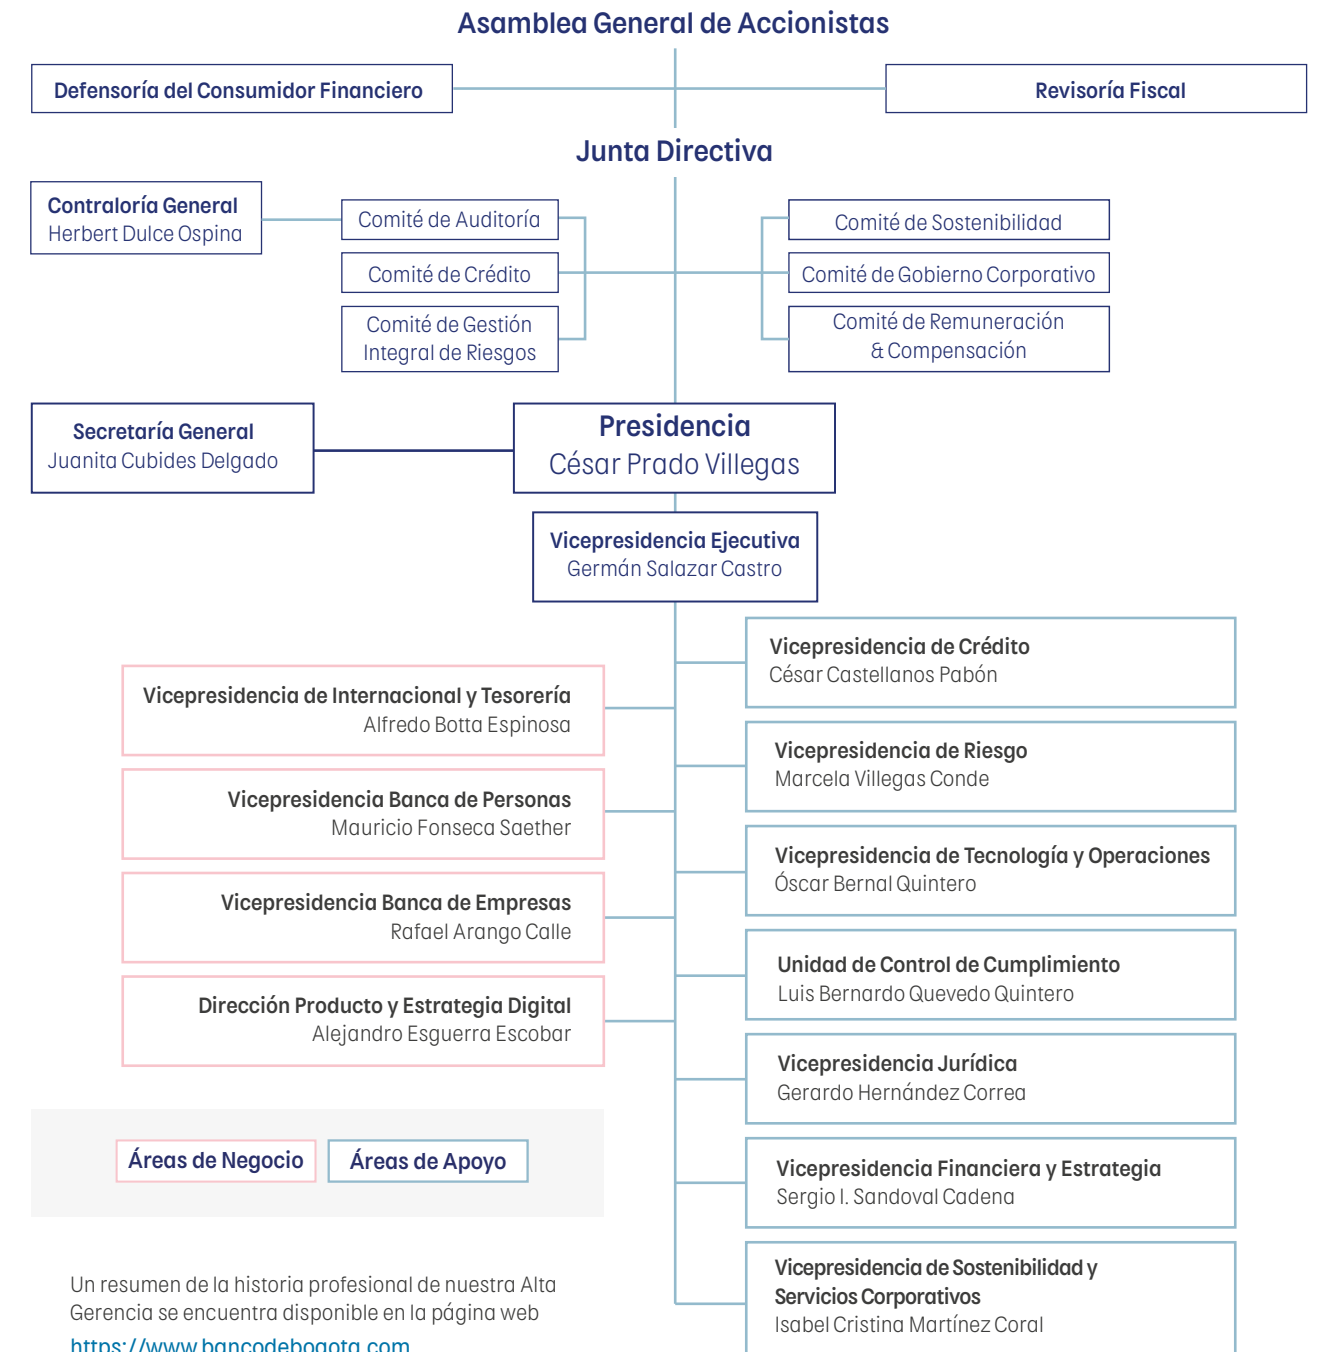 Asamblea General de Accionistas
Defensoría del Consumidor Financiero
Revisoría Fiscal
Junta Directiva
Contraloría General
Herbert Dulce Ospina
Comité de Auditoría
Comité de Crédito
Comité de Gestión
Integral de Riesgos
Comité de Sostenibilidad
Comité de Gobierno Corporativo
Comité de Remuneración
& Compensación
Secretaría General
Juanita Cubides Delgado
Presidencia
César Prado Villegas
Vicepresidencia Ejecutiva
Germán Salazar Castro
Vicepresidencia de Internacional y Tesorería
Alfredo Botta Espinosa
Vicepresidencia Banca de Personas
Mauricio Fonseca Saether
Vicepresidencia Banca de Empresas
Rafael Arango Calle
Dirección Producto y Estrategia Digital
Alejandro Esguerra Escobar
Vicepresidencia de Crédito
César Castellanos Pabón
Vicepresidencia de Riesgo
Marcela Villegas Conde
Vicepresidencia de Tecnología y Operaciones
Óscar Bernal Quintero
Unidad de Control de Cumplimiento
Luis Bernardo Quevedo Quintero
Vicepresidencia Jurídica
Gerardo Hernández Correa
Vicepresidencia Financiera y Estrategia
Sergio I. Sandoval Cadena
Vicepresidencia de Sostenibilidad y
Servicios Corporativos
Isabel Cristina Martínez Coral
Áreas de Negocio
Áreas de Apoyo
Un resumen de la historia profesional de nuestra Alta
Gerencia se encuentra disponible en la página web
https://www.bancodebogota.com